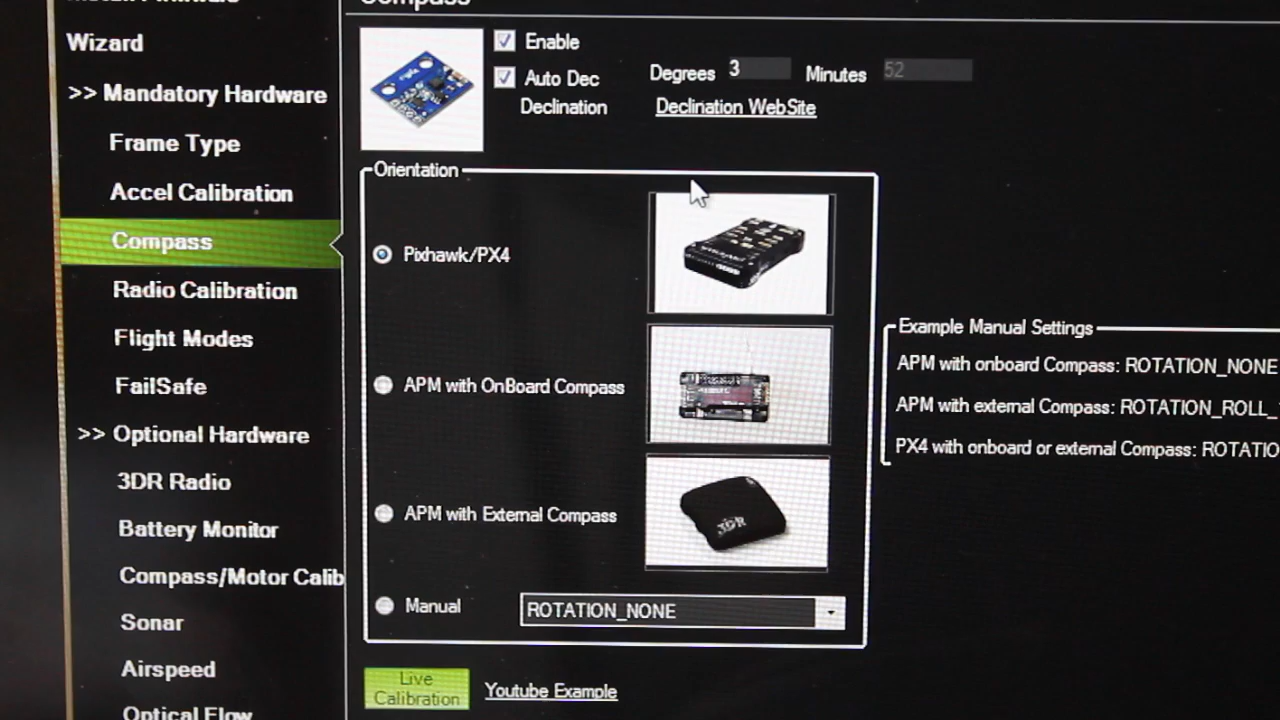 Compass
Wizard
>> Mandatory Hardware
Frame Type
Accel Calibration
Compass
Radio Calibration
Flight Modes
FailSafe
>> Optional Hardware
3DR Radio
Battery Monitor
Compass/Motor Calib
Sonar
Airspeed
Optical Flow
Enable
Auto Dec
Degrees 3 Minutes 52
Declination
Declination WebSite
Orientation
Pixhawk/PX4
APM with OnBoard Compass
APM with External Compass
3DR
Manual
ROTATION_NONE
Live
Calibration
Youtube Example
Example Manual Settings
APM with onboard Compass: ROTATION_NONE
APM with external Compass: ROTATION_ROLL_
PX4 with onboard or external Compass: ROTATIO